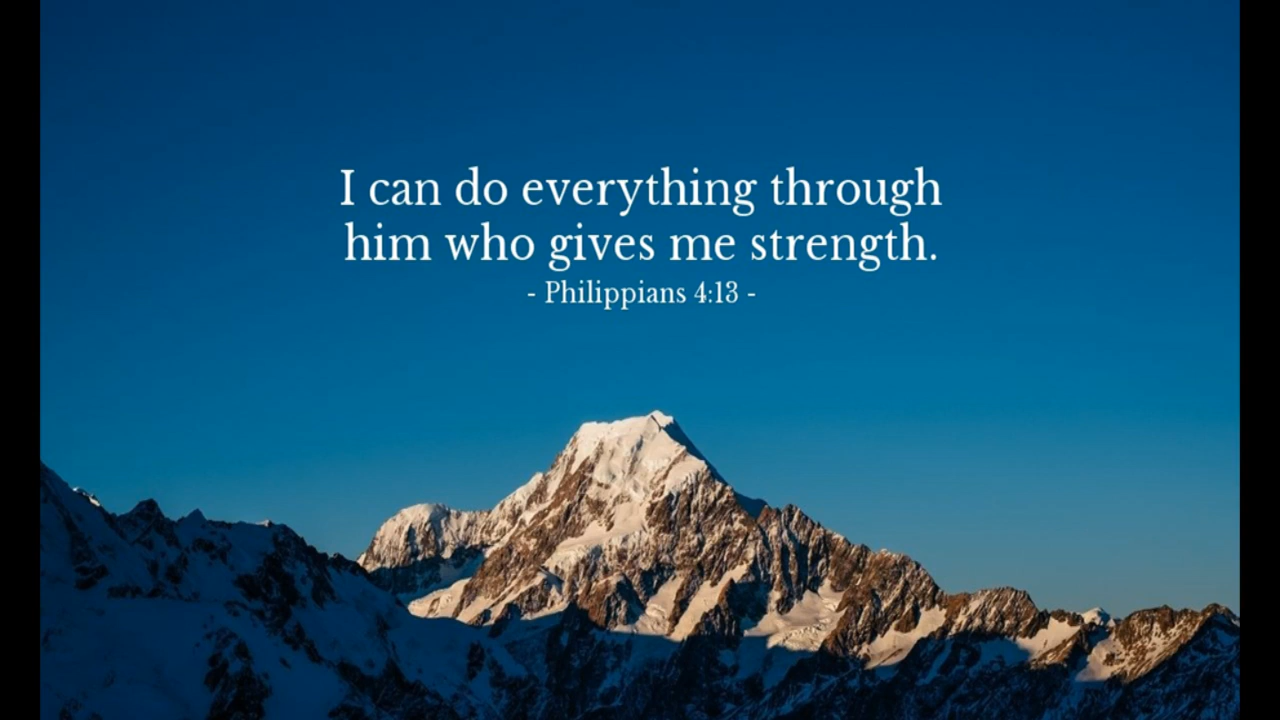 I can do everything through
him who gives me strength.
- Philippians 4:13 -